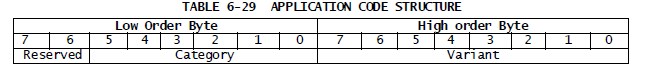 TABLE 6-29 APPLICATION CODE STRUCTURE
Low Order Byte High order Byte
7 6 5 4 3 2 1 0 7 6 5 4 3 2 1 0
Reserved Category Variant